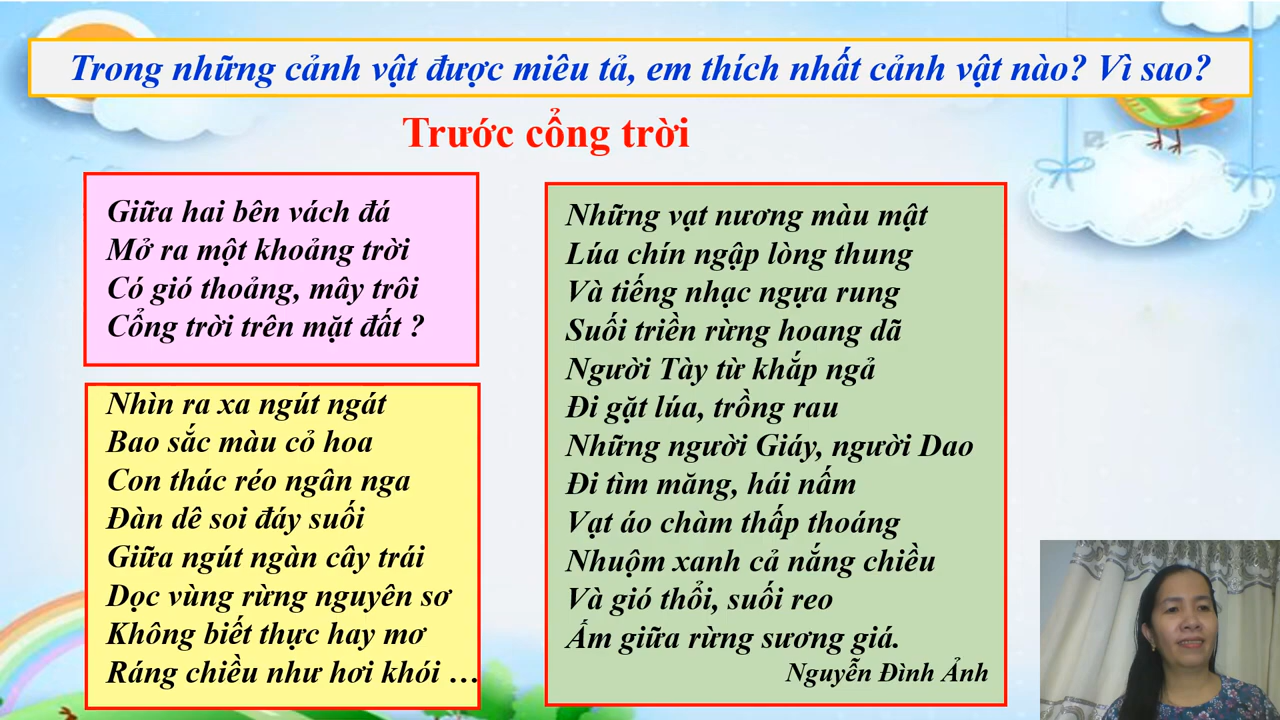 Trong những cảnh vật được miêu tả, em thích nhất cảnh vật nào? Vì sao?
Trước cổng trời
Giữa hai bên vách đá
Mở ra một khoảng trời
Có gió thoảng, mây trôi
Cổng trời trên mặt đất ?
Nhìn ra xa ngút ngát
Bao sắc màu cỏ hoa
Con thác réo ngân nga
Đàn dê soi đáy suối
Giữa ngút ngàn cây trái
Dọc vùng rừng nguyên sơ
Không biết thực hay mơ
Ráng chiều như hơi khói …
Những vạt nương màu mật
Lúa chín ngập lòng thung
Và tiếng nhạc ngựa rung
Suối triền rừng hoang dã
Người Tày từ khắp ngả
Đi gặt lúa, trồng rau
Những người Giáy, người Dao
Đi tìm măng, hái nấm
Vạt áo chàm thấp thoáng
Nhuộm xanh cả nắng chiều
Và gió thổi, suối reo
Ấm giữa rừng sương giá.
Nguyễn Đình Ảnh